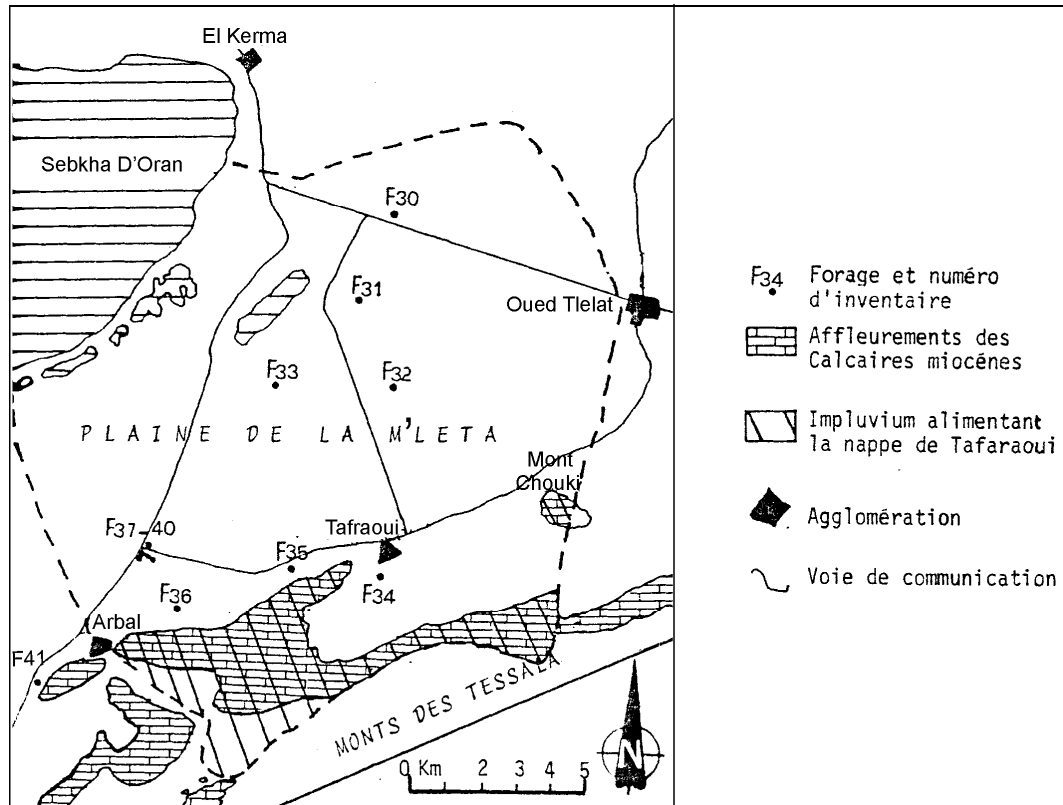 El Kerma
Sebkha D'Oran
F30
F31
Oued Tlelat
F33
F32
PLAINE DE LA M'LETA
Mont
Chouki
F37-40
Tafraoui
F35
F34
F36
Arbal
F41
MONTS DES TESSALA
N
0 Km 2 3 4 5
F34 Forage et numéro
d'inventaire
Affleurements des
Calcaires miocénes
Impluvium alimentant
la nappe de Tafaraoui
Agglomération
Voie de communication